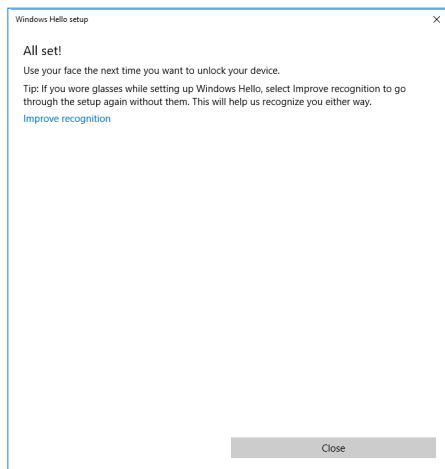 Windows Hello setup
All set!
Use your face the next time you want to unlock your device.
Tip: If you wore glasses while setting up Windows Hello, select Improve recognition to go
through the setup again without them. This will help us recognize you either way.
Improve recognition
Close